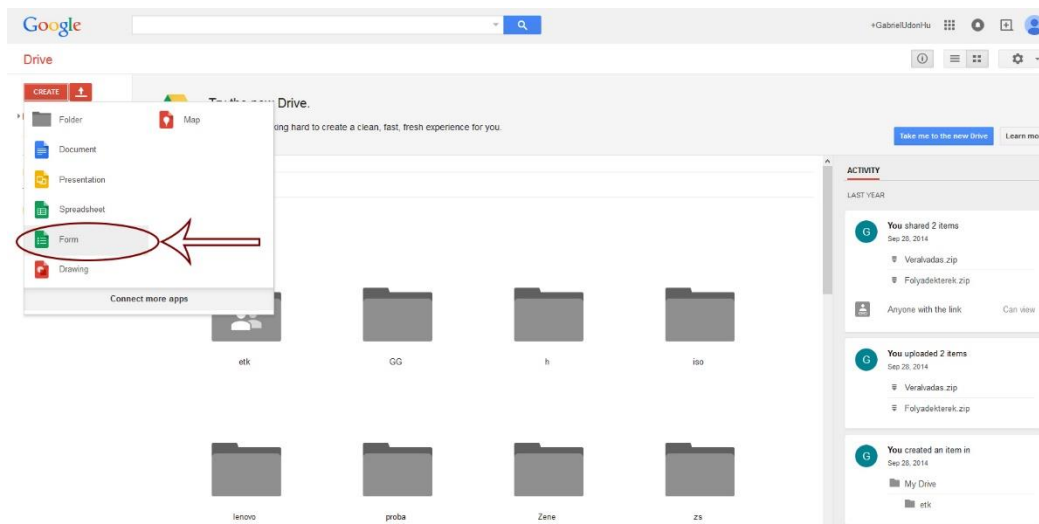 Google
+GabrielUdonHu
Drive
CREATE
Folder
Map
Document
Presentation
Spreadsheet
Form
Drawing
Connect more apps
Drive.
king hard to create a clean, fast, fresh experience for you.
Take me to the new Drive
Learn mo
etk
GG
h
iso
lenovo
proba
Zene
zs
ACTIVITY
LAST YEAR
G
You shared 2 items
Sep 28, 2014
Veralvadas.zip
Folyadekterek.zip
Anyone with the link
Can view
G
You uploaded 2 items
Sep 28, 2014
Veralvadas.zip
Folyadekterek.zip
G
You created an item in
Sep 28, 2014
My Drive
etk